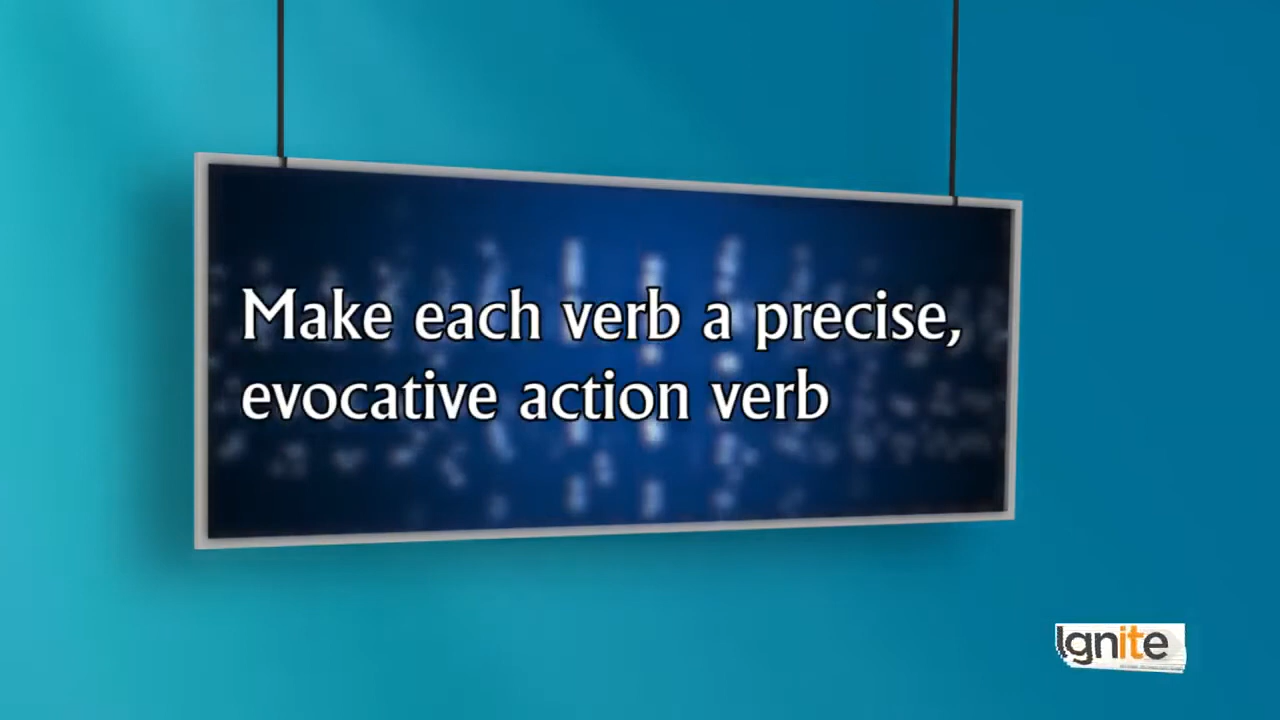 Make each verb a precise,
evocative action verb
Ignite